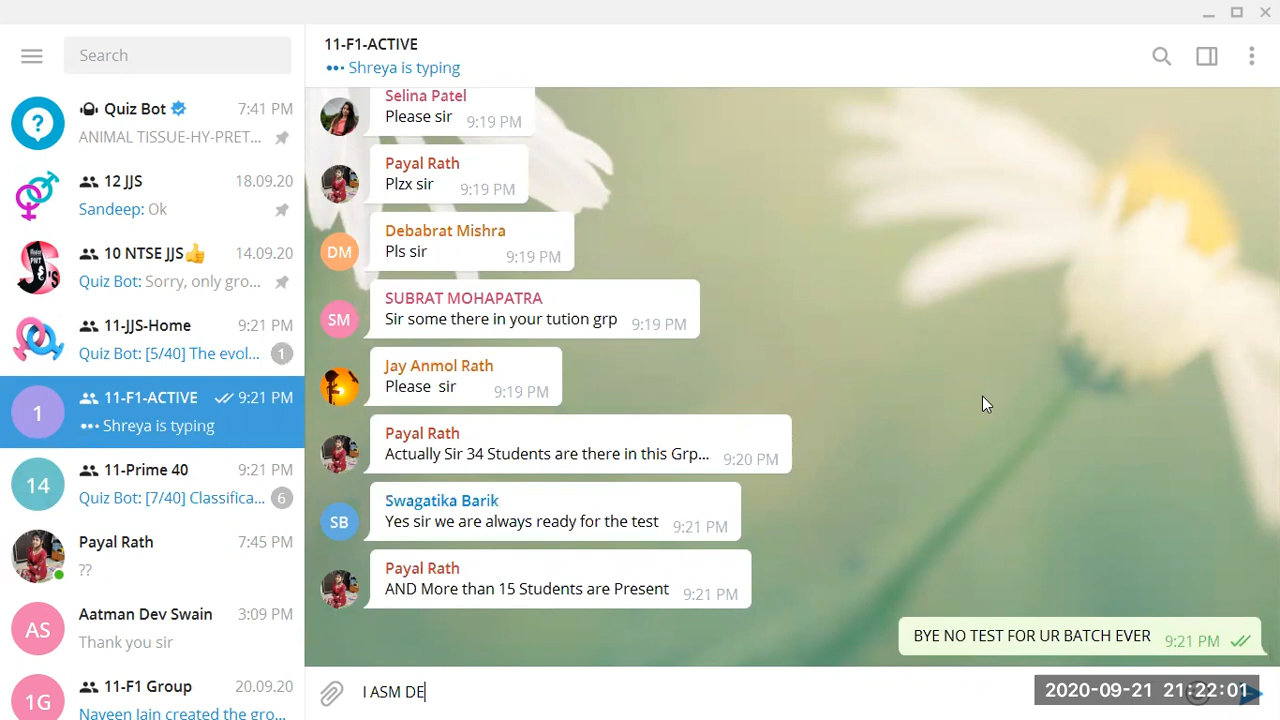 Search
Quiz Bot 7:41 PM
ANIMAL TISSUE-HY-PRET...
12 JJS 18.09.20
Sandeep: Ok
10 NTSE JJS👍 14.09.20
Quiz Bot: Sorry, only gro...
11-JJS-Home 9:21 PM
Quiz Bot: [5/40] The evol... 1
1 11-F1-ACTIVE 9:21 PM
Shreya is typing
14 11-Prime 40 9:21 PM
Quiz Bot: [7/40] Classifica... 6
Payal Rath 7:45 PM
??
AS Aatman Dev Swain 3:09 PM
Thank you sir
1G 11-F1 Group 20.09.20
Naveen Jain created the gro...
11-F1-ACTIVE
Shreya is typing
Selina Patel
Please sir 9:19 PM
Payal Rath
Plzx sir 9:19 PM
DM Debabrat Mishra
Pls sir 9:19 PM
SM SUBRAT MOHAPATRA
Sir some there in your tution grp 9:19 PM
Jay Anmol Rath
Please sir 9:19 PM
Payal Rath
Actually Sir 34 Students are there in this Grp... 9:20 PM
SB Swagatika Barik
Yes sir we are always ready for the test 9:21 PM
Payal Rath
AND More than 15 Students are Present 9:21 PM
BYE NO TEST FOR UR BATCH EVER 9:21 PM
I ASM DE
2020-09-21 21:22:01